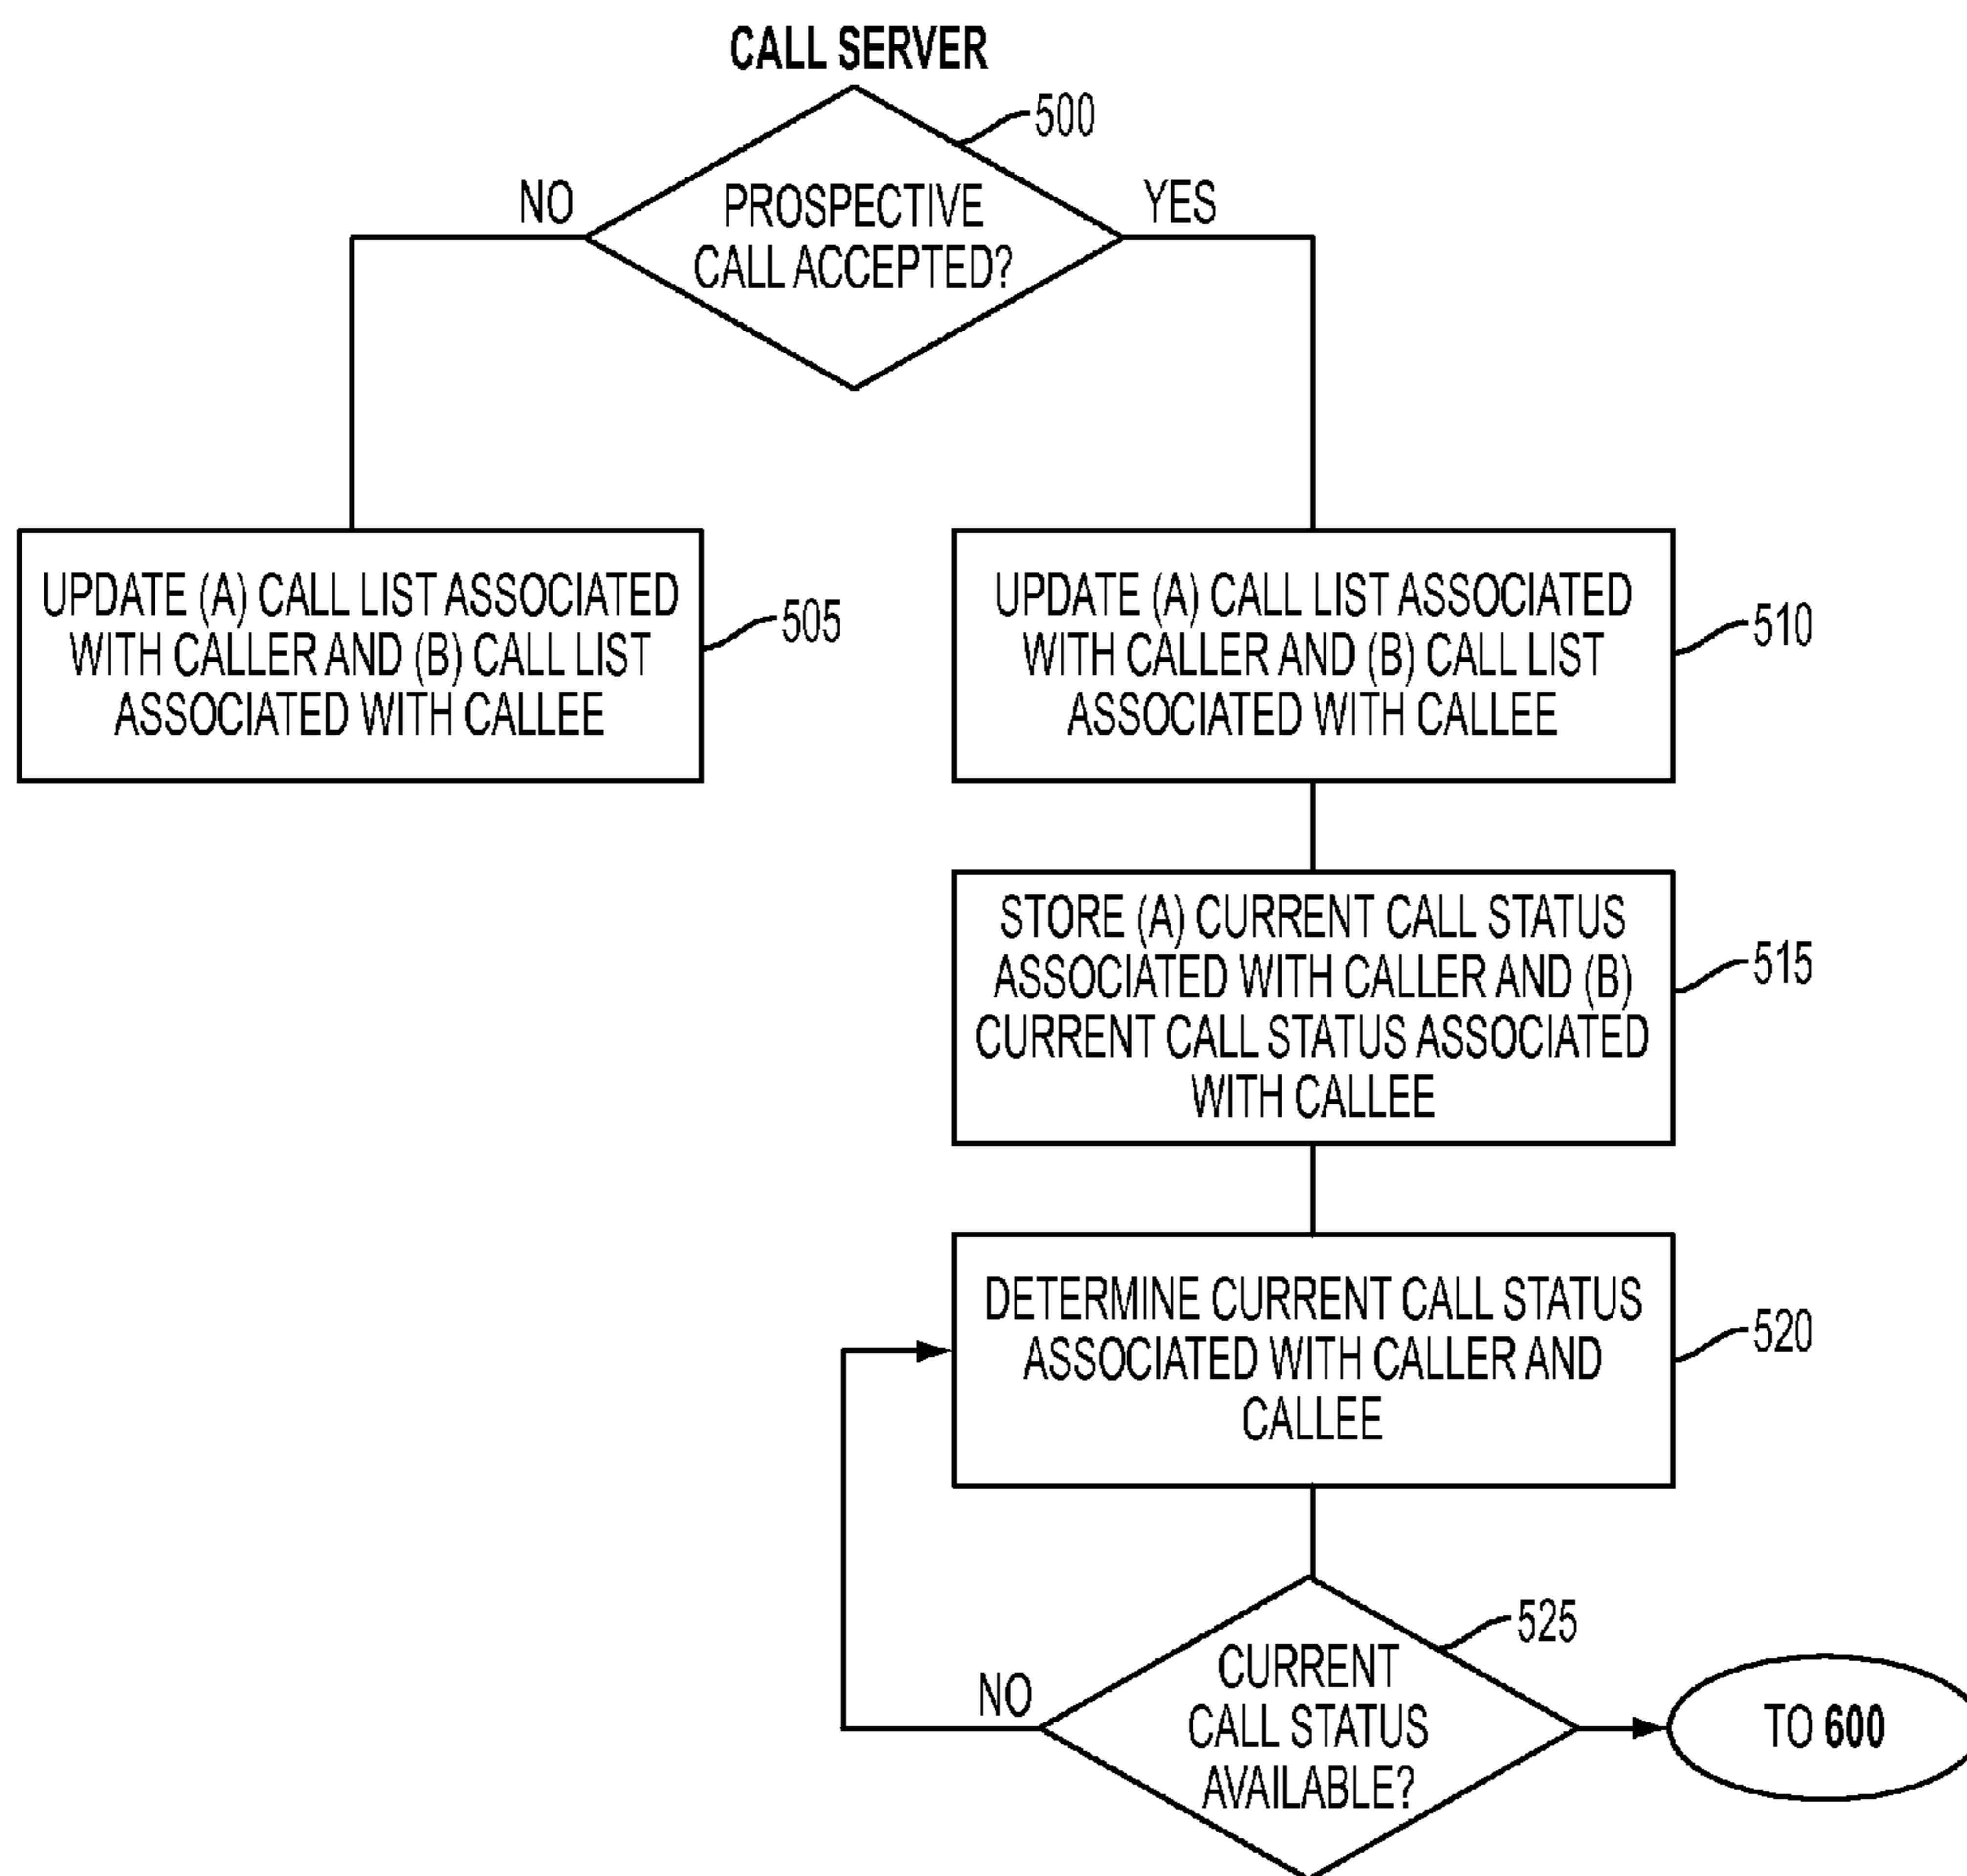 CALL SERVER
500
NO
YES
PROSPECTIVE
CALL ACCEPTED?
UPDATE (A) CALL LIST ASSOCIATED
WITH CALLER AND (B) CALL LIST
ASSOCIATED WITH CALLEE
505
UPDATE (A) CALL LIST ASSOCIATED
WITH CALLER AND (B) CALL LIST
ASSOCIATED WITH CALLEE
510
STORE (A) CURRENT CALL STATUS
ASSOCIATED WITH CALLER AND (B)
CURRENT CALL STATUS ASSOCIATED
WITH CALLEE
515
DETERMINE CURRENT CALL STATUS
ASSOCIATED WITH CALLER AND
CALLEE
520
525
NO
CURRENT
CALL STATUS
AVAILABLE?
TO 600